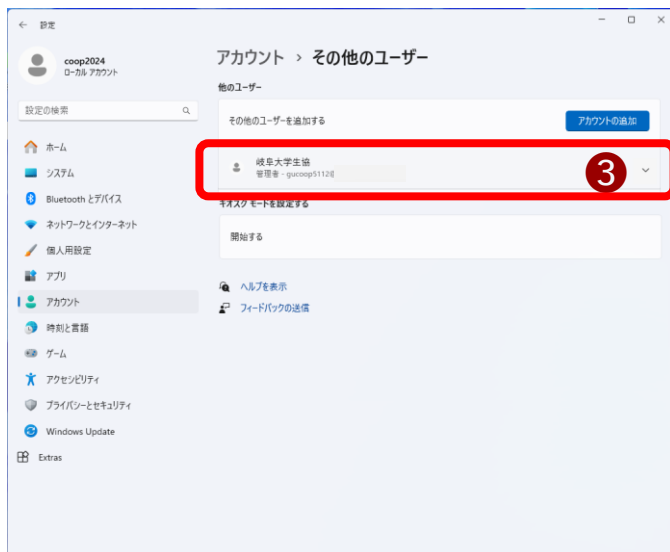 ← 設定
coop2024
ローカル アカウント
設定の検索
ホーム
システム
Bluetooth とデバイス
ネットワークとインターネット
個人用設定
アプリ
アカウント
時刻と言語
ゲーム
アクセシビリティ
プライバシーとセキュリティ
Windows Update
Extras
アカウント › その他のユーザー
他のユーザー
その他のユーザーを追加する
アカウントの追加
岐阜大学生協
管理者 - gucoop5112
3
キオスク モードを設定する
開始する
ヘルプを表示
フィードバックの送信